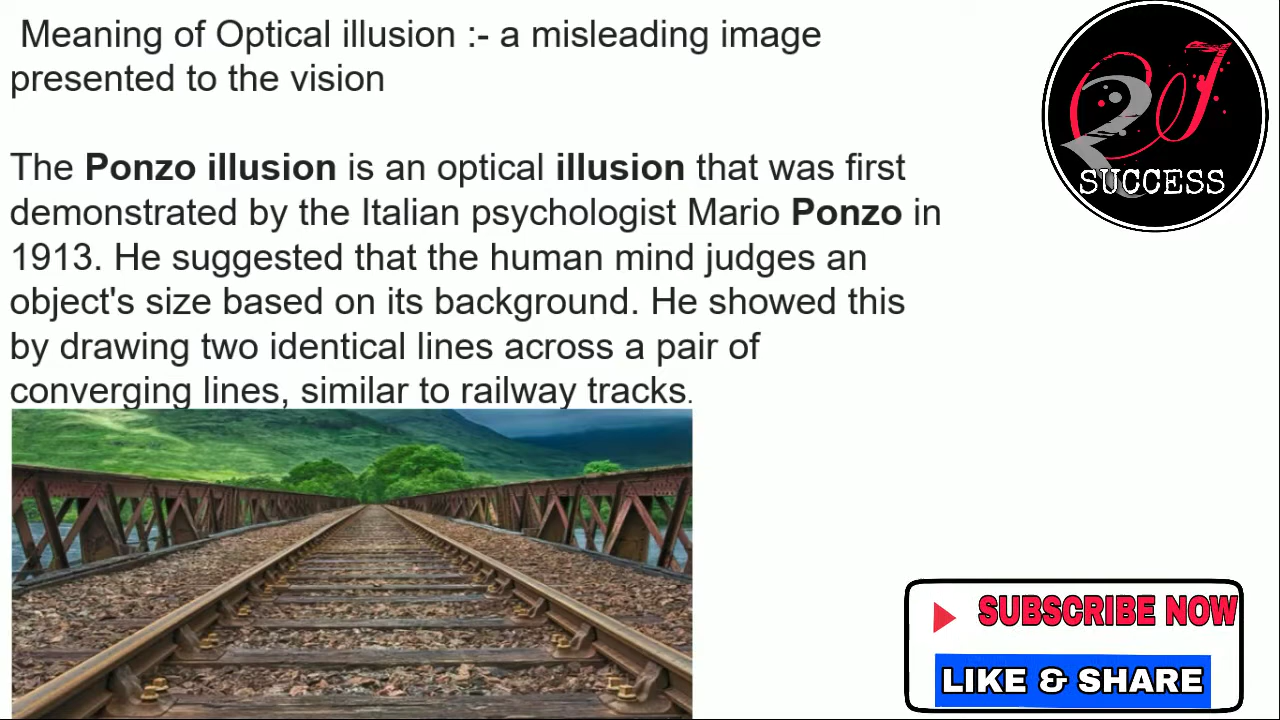 Meaning of Optical illusion :- a misleading image
presented to the vision
The Ponzo illusion is an optical illusion that was first
demonstrated by the Italian psychologist Mario Ponzo in
1913. He suggested that the human mind judges an
object's size based on its background. He showed this
by drawing two identical lines across a pair of
converging lines, similar to railway tracks.
2J
SUCCESS
SUBSCRIBE NOW
LIKE & SHARE